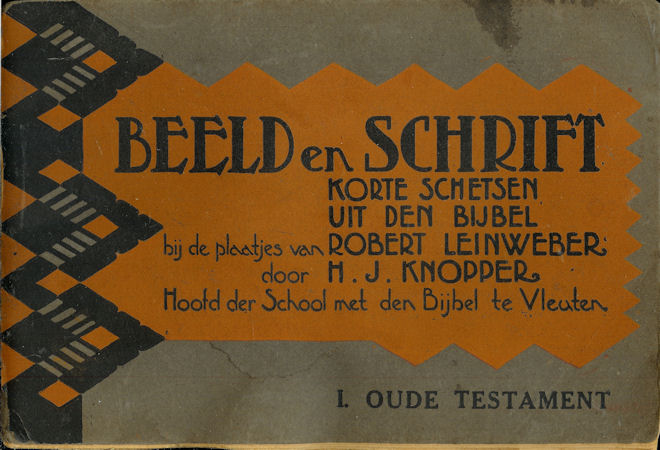 BEELD en SCHRIFT
KORTE SCHETSEN
UIT DEN BIJBEL
bij de plaatjes van ROBERT LEINWEBER
door H. J. KNOPPER
Hoofd der School met den Bijbel te Vleuten
I. OUDE TESTAMENT